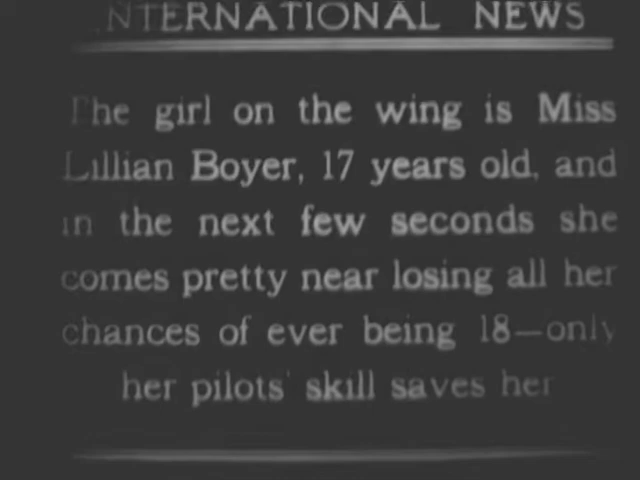 INTERNATIONAL NEWS
The girl on the wing is Miss
Lillian Boyer, 17 years old, and
in the next few seconds she
comes pretty near losing all her
chances of ever being 18—only
her pilots' skill saves her